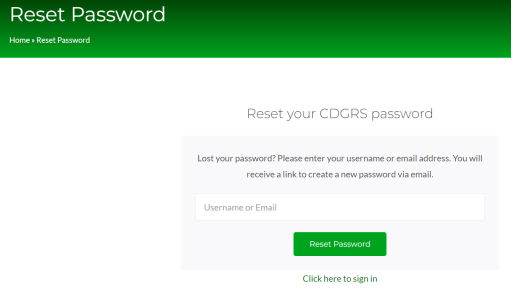 Reset Password
Home » Reset Password
Reset your CDGRS password
Lost your password? Please enter your username or email address. You will
receive a link to create a new password via email.
Username or Email
Reset Password
Click here to sign in